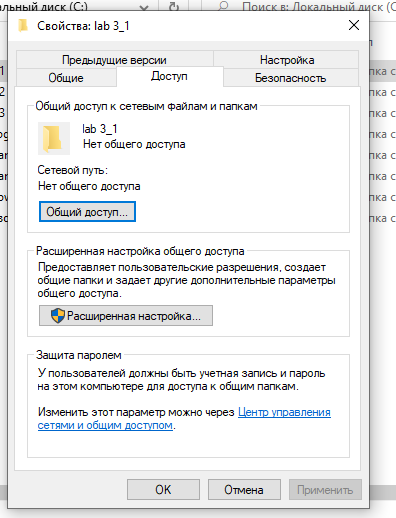 альный диск (C:)
Поиск в: Локальный диск (C
Свойства: lab 3_1
Предыдущие версии
Настройка
Общие
Доступ
Безопасность
Общий доступ к сетевым файлам и папкам
lab 3_1
Нет общего доступа
Сетевой путь:
Нет общего доступа
Общий доступ...
Расширенная настройка общего доступа
Предоставляет пользовательские разрешения, создает
общие папки и задает другие дополнительные параметры
общего доступа.
Расширенная настройка...
Защита паролем
У пользователей должны быть учетная запись и пароль
на этом компьютере для доступа к общим папкам.
Изменить этот параметр можно через Центр управления
сетями и общим доступом.
OK
Отмена
Применить